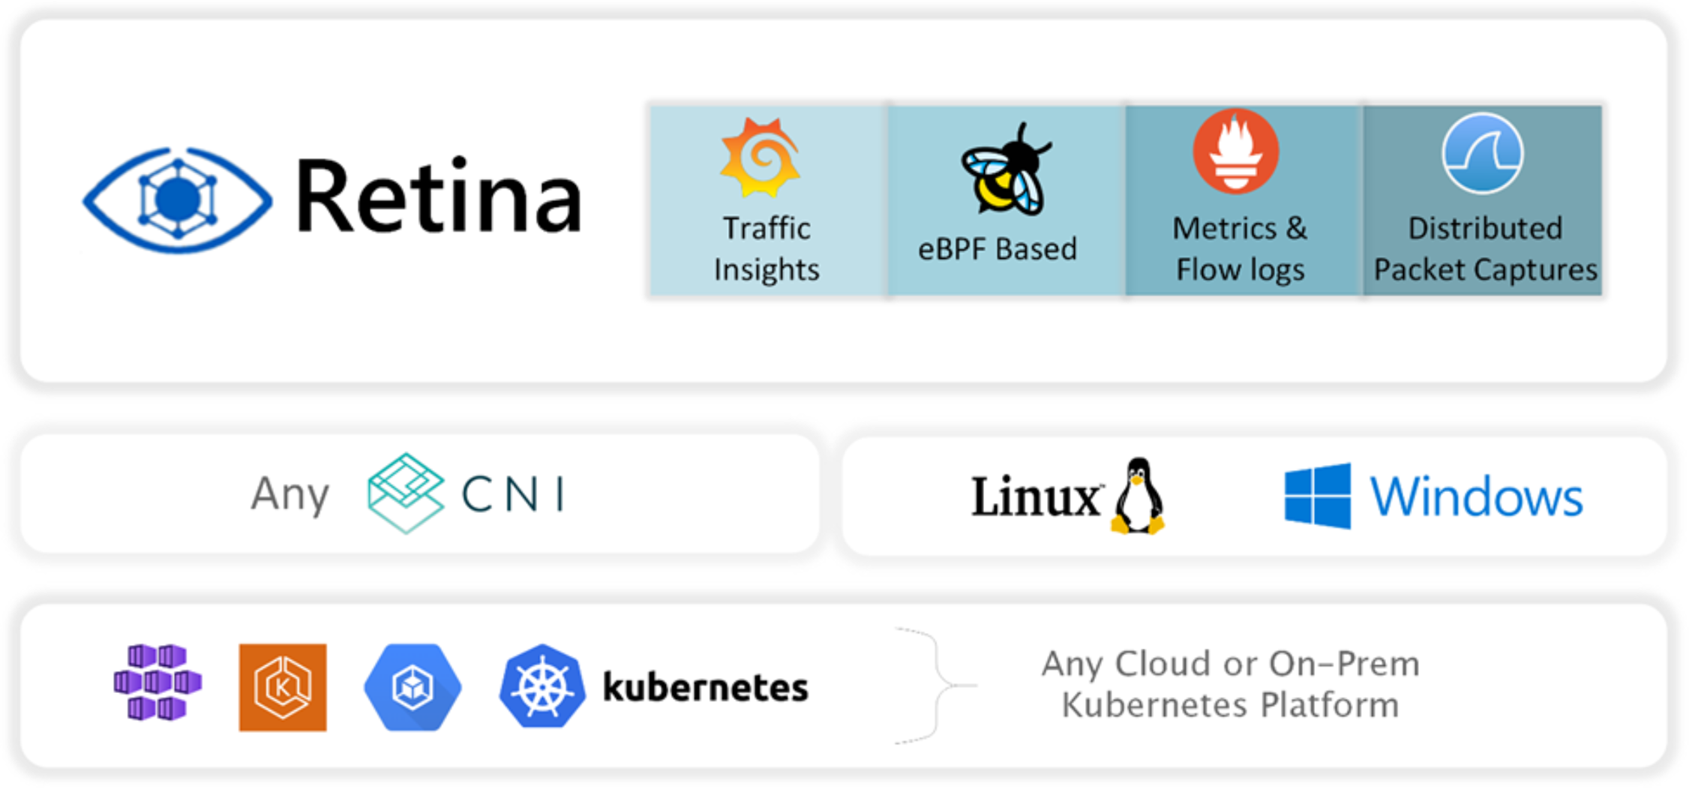 Retina
Traffic
Insights
eBPF Based
Metrics &
Flow logs
Distributed
Packet Captures
Any CNI
Linux™
Windows
K
kubernetes
Any Cloud or On-Prem
Kubernetes Platform